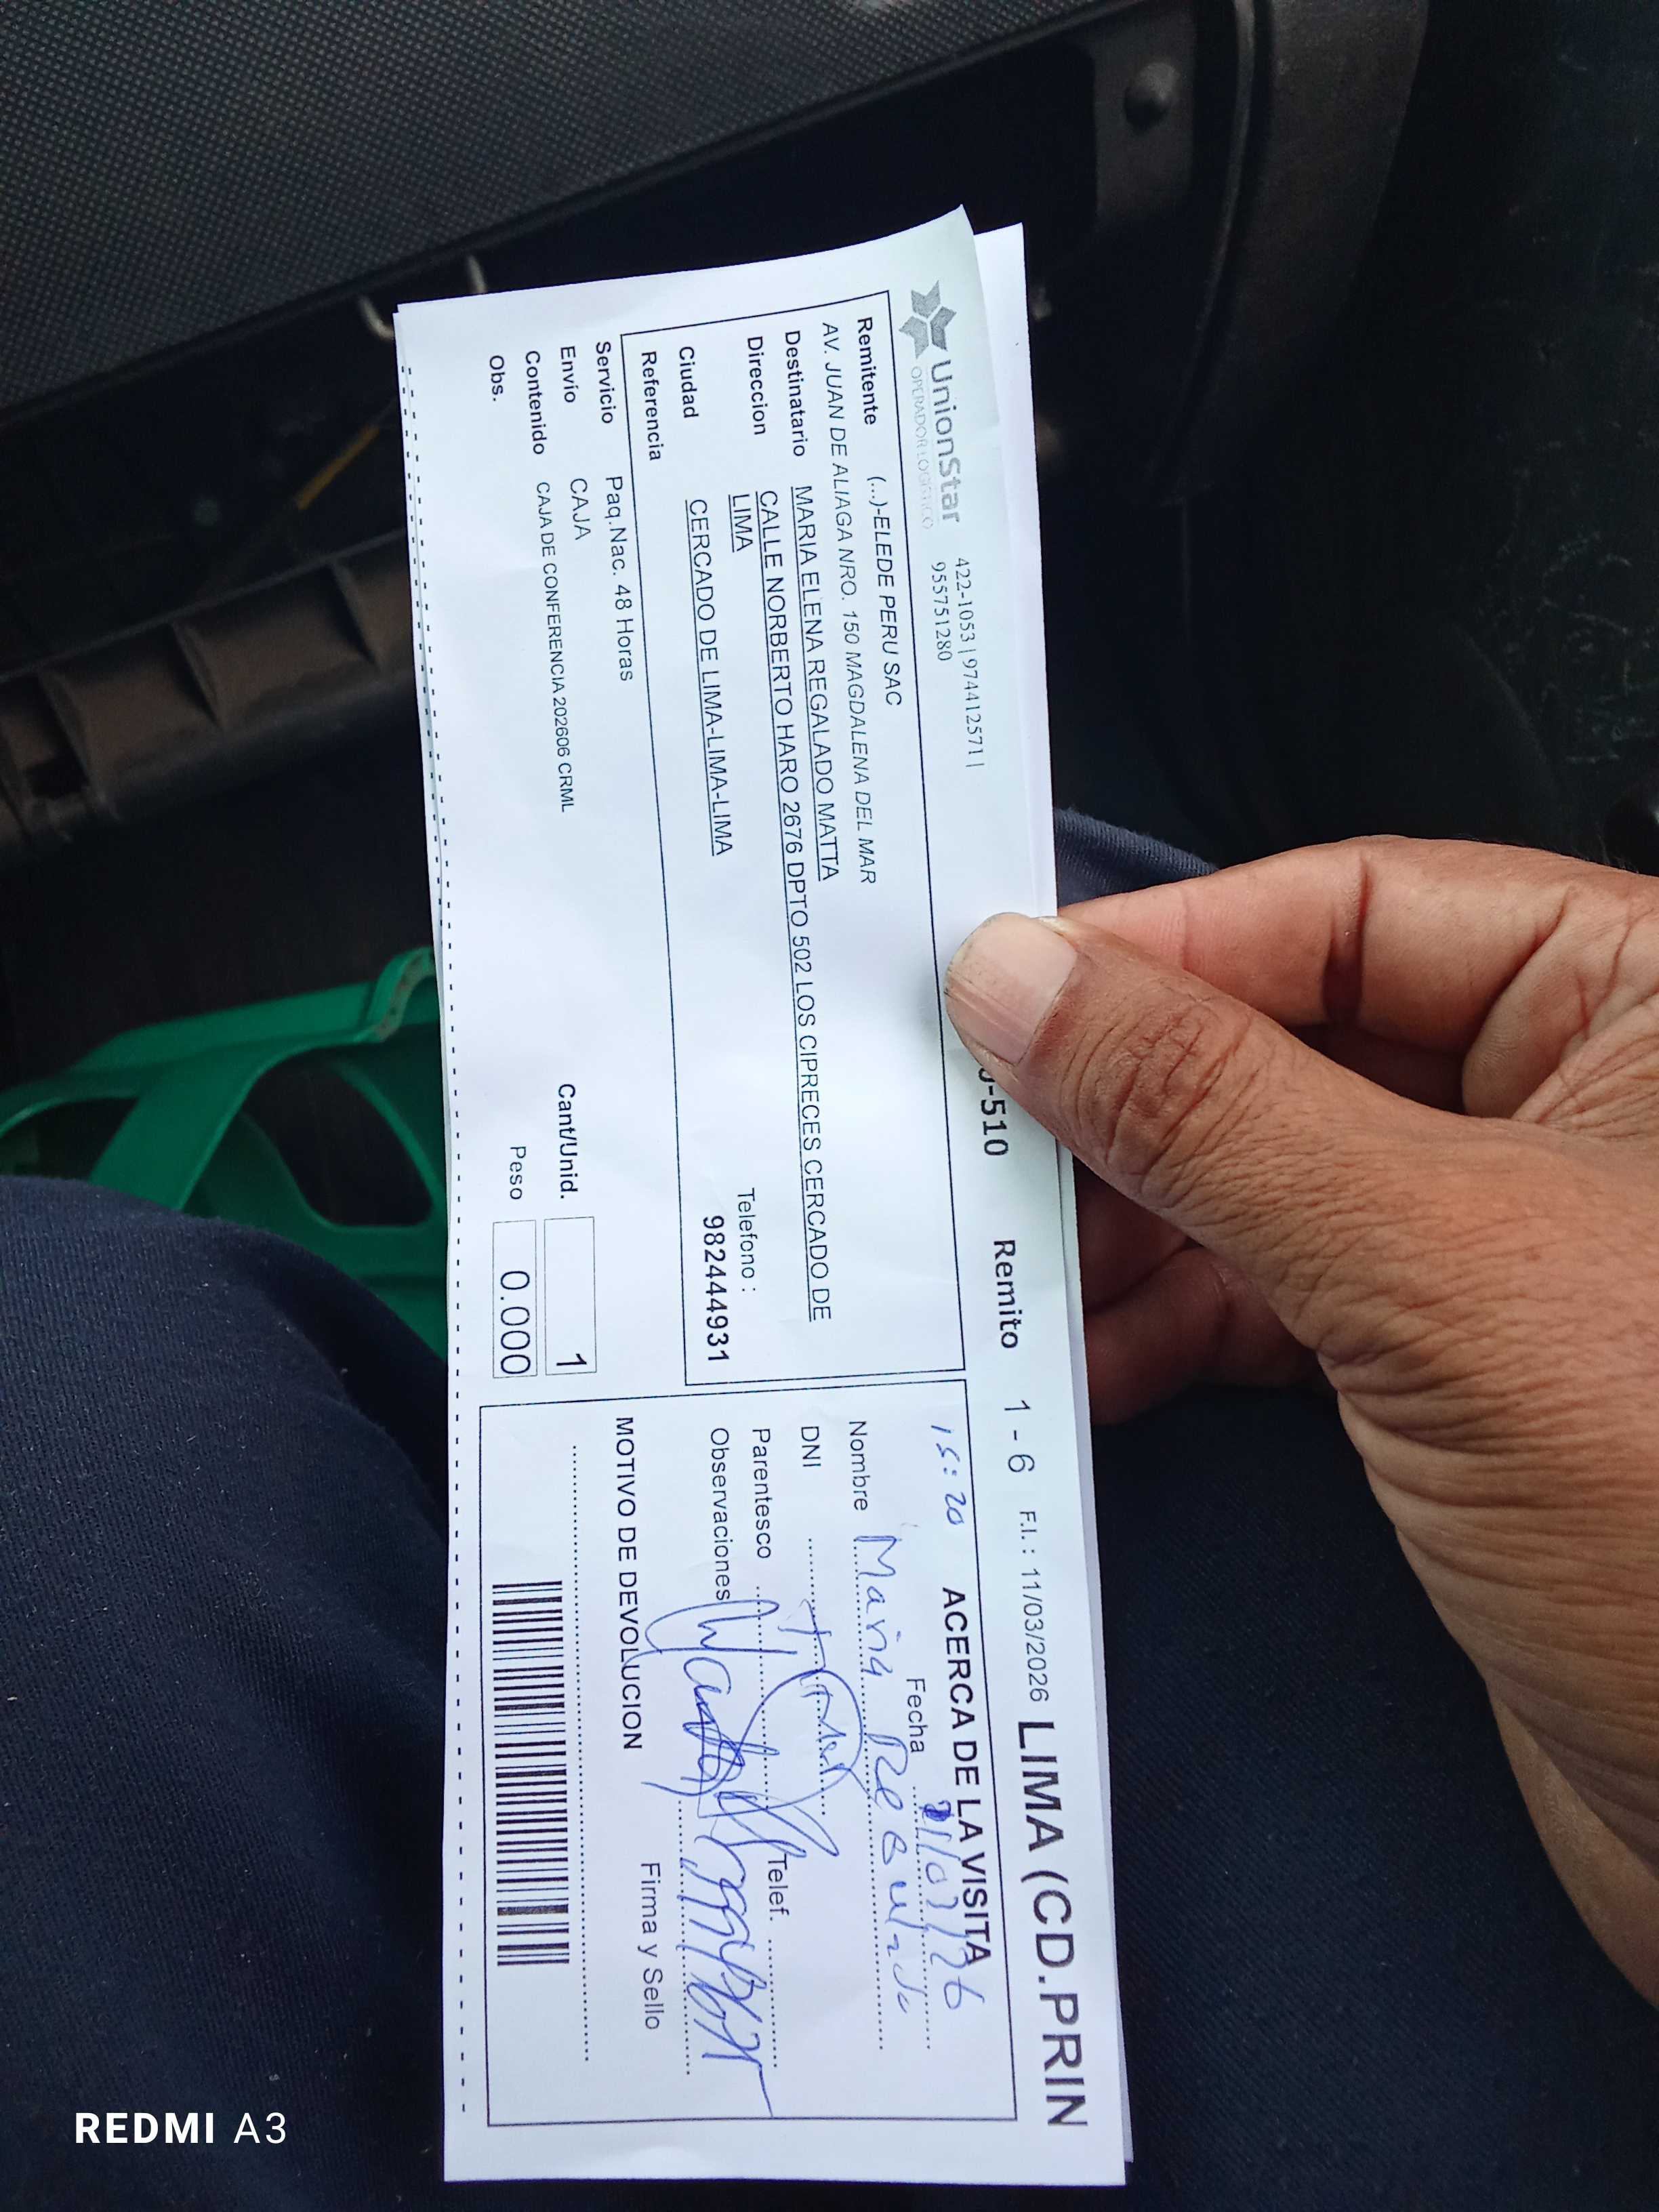 UnionStar
OPERADOR LOGISTICO
422-1053 | 974412571 |
955751280
-510 Remito 1 - 6 F.I. : 11/03/2026 LIMA (CD.PRIN
Remitente (...)-ELEDE PERU SAC
AV. JUAN DE ALIAGA NRO. 150 MAGDALENA DEL MAR
Destinatario MARIA ELENA REGALADO MATTA
Direccion CALLE NORBERTO HARO 2676 DPTO 502 LOS CIPRECES CERCADO DE
LIMA
Telefono :
Ciudad CERCADO DE LIMA-LIMA-LIMA 982444931
Referencia
Servicio Paq.Nac. 48 Horas
Envío CAJA Cant/Unid. 1
Contenido CAJA DE CONFERENCIA 202606 CRML
Obs. Peso 0.000
15:20 ACERCA DE LA VISITA
Fecha
Nombre Maria
DNI
Parentesco Telef.
Observaciones
MOTIVO DE DEVOLUCION Firma y Sello
REDMI A3